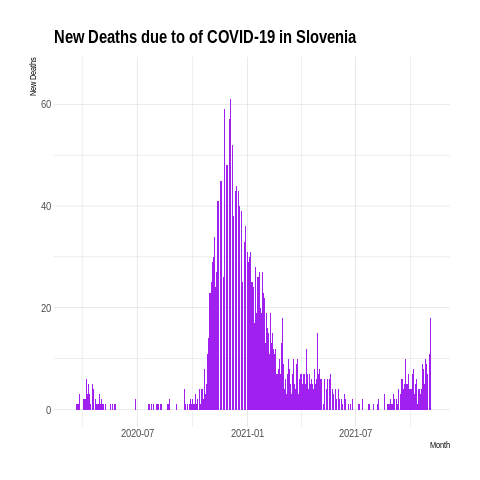 New Deaths due to of COVID-19 in Slovenia
New Deaths
60
40
20
0
2020-07
2021-01
2021-07
Month